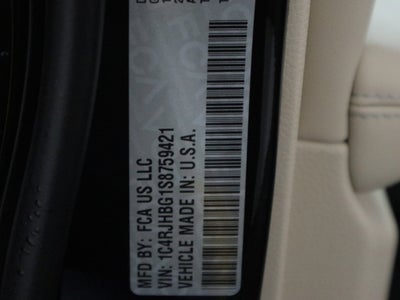 MFD BY: FCA US LLC
VIN: 1C4RJHBG1S8759421
VEHICLE MADE IN: U.S.A.